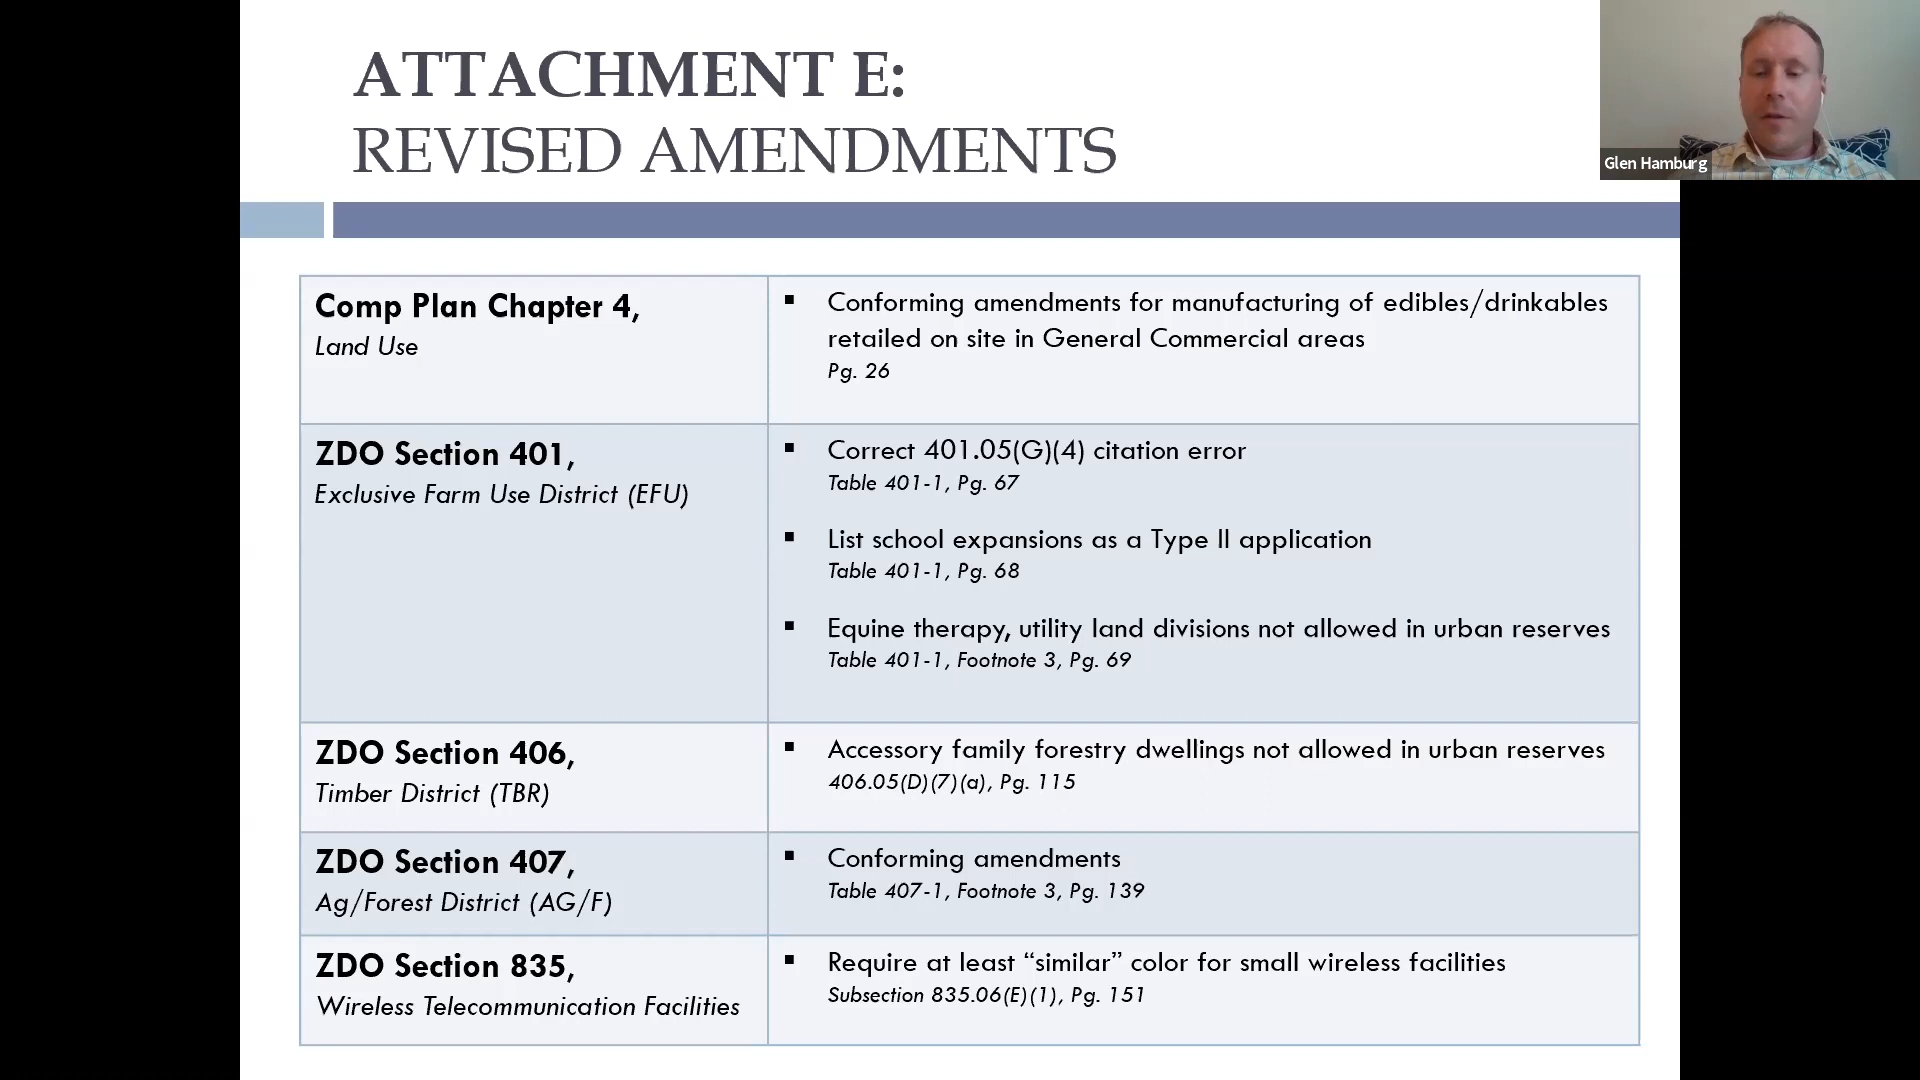 ATTACHMENT E:
REVISED AMENDMENTS
Glen Hamburg
Comp Plan Chapter 4,
Land Use
▪ Conforming amendments for manufacturing of edibles/drinkables
retailed on site in General Commercial areas
Pg. 26
ZDO Section 401,
Exclusive Farm Use District (EFU)
▪ Correct 401.05(G)(4) citation error
Table 401-1, Pg. 67
▪ List school expansions as a Type II application
Table 401-1, Pg. 68
▪ Equine therapy, utility land divisions not allowed in urban reserves
Table 401-1, Footnote 3, Pg. 69
ZDO Section 406,
Timber District (TBR)
▪ Accessory family forestry dwellings not allowed in urban reserves
406.05(D)(7)(a), Pg. 115
ZDO Section 407,
Ag/Forest District (AG/F)
▪ Conforming amendments
Table 407-1, Footnote 3, Pg. 139
ZDO Section 835,
Wireless Telecommunication Facilities
▪ Require at least “similar” color for small wireless facilities
Subsection 835.06(E)(1), Pg. 151